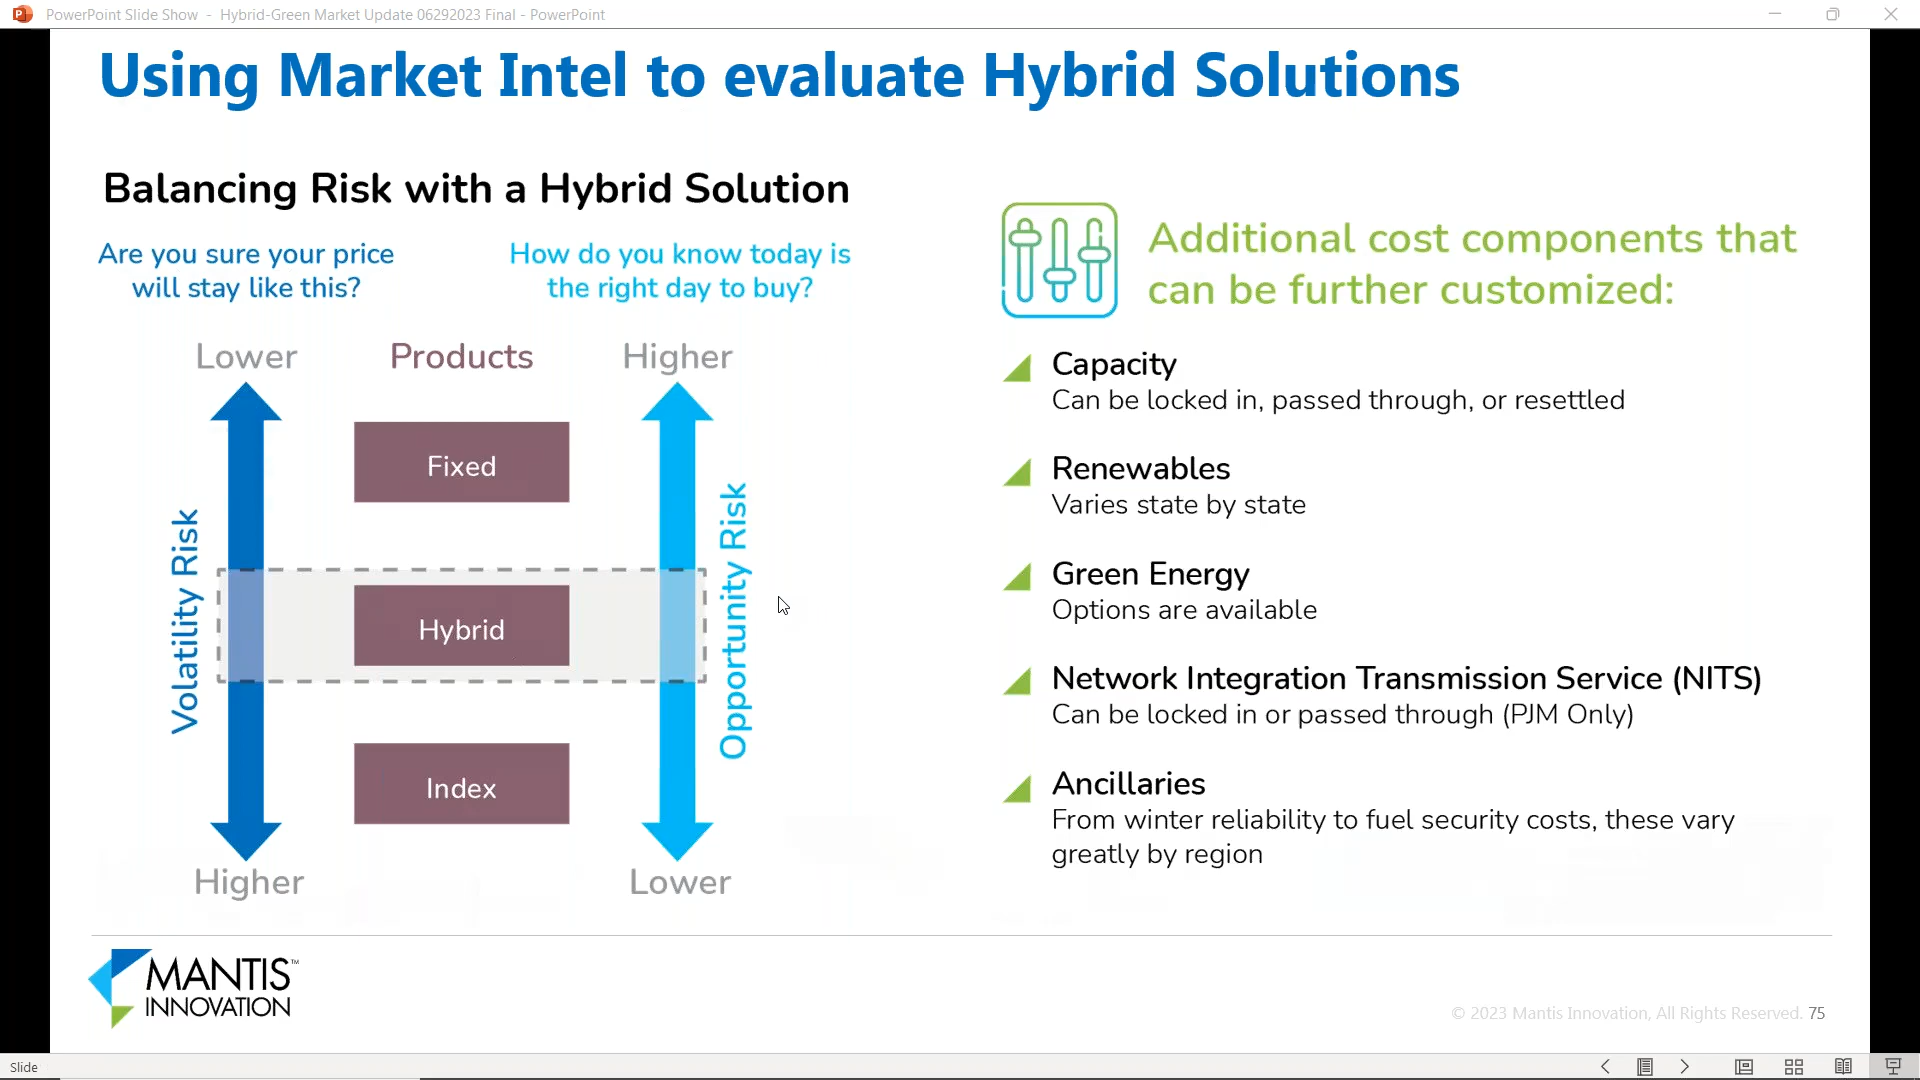 PowerPoint Slide Show - Hybrid-Green Market Update 06292023 Final - PowerPoint
Using Market Intel to evaluate Hybrid Solutions
Balancing Risk with a Hybrid Solution
Are you sure your price
will stay like this?
How do you know today is
the right day to buy?
Lower
Products
Higher
Volatility Risk
Fixed
Hybrid
Index
Opportunity Risk
Higher
Lower
Additional cost components that
can be further customized:
Capacity
Can be locked in, passed through, or resettled
Renewables
Varies state by state
Green Energy
Options are available
Network Integration Transmission Service (NITS)
Can be locked in or passed through (PJM Only)
Ancillaries
From winter reliability to fuel security costs, these vary
greatly by region
MANTIS™
INNOVATION
© 2023 Mantis Innovation, All Rights Reserved. 75
Slide